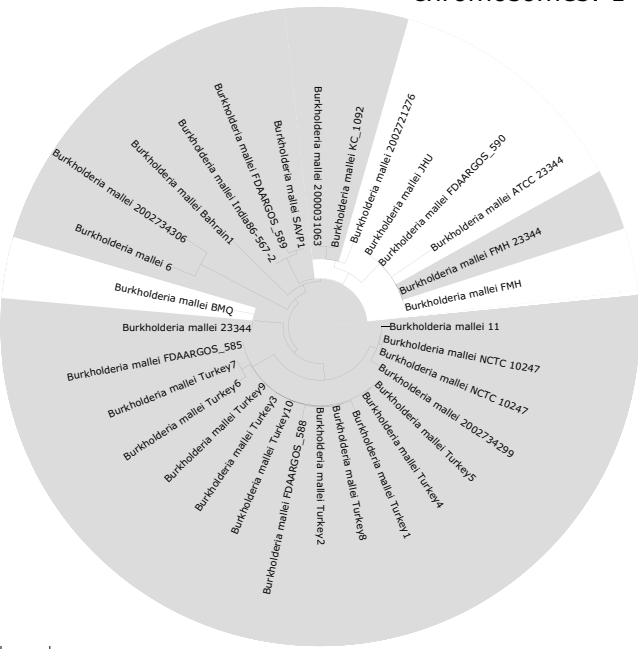 Burkholderia mallei 2000031063
Burkholderia mallei KC_1092
Burkholderia mallei 2002721276
Burkholderia mallei JHU
Burkholderia mallei FDAARGOS_590
Burkholderia mallei ATCC 23344
Burkholderia mallei FMH 23344
Burkholderia mallei FMH
Burkholderia mallei 11
Burkholderia mallei NCTC 10247
Burkholderia mallei NCTC 10247
Burkholderia mallei 2002734299
Burkholderia mallei Turkey5
Burkholderia mallei Turkey4
Burkholderia mallei Turkey1
Burkholderia mallei Turkey8
Burkholderia mallei Turkey2
Burkholderia mallei FDAARGOS_588
Burkholderia mallei Turkey10
Burkholderia mallei Turkey3
Burkholderia mallei Turkey9
Burkholderia mallei Turkey6
Burkholderia mallei Turkey7
Burkholderia mallei FDAARGOS_585
Burkholderia mallei 23344
Burkholderia mallei BMQ
Burkholderia mallei 6
Burkholderia mallei 2002734306
Burkholderia mallei Bahrain1
Burkholderia mallei India86-567-2
Burkholderia mallei FDAARGOS_589
Burkholderia mallei SAVP1